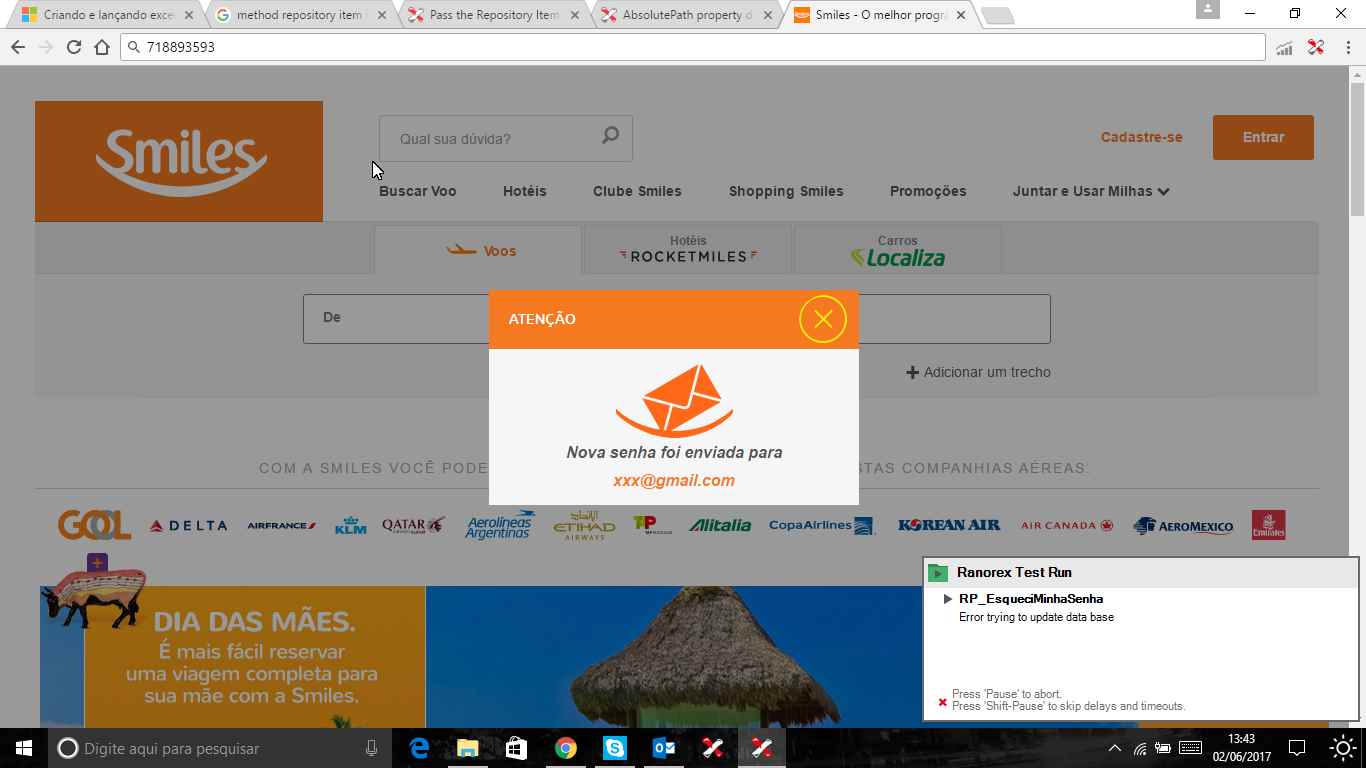 Criando e lançando exce
method repository item
Pass the Repository Item
AbsolutePath property d
Smiles - O melhor progra
718893593
Smiles
Qual sua dúvida?
Cadastre-se
Entrar
Buscar Voo
Hotéis
Clube Smiles
Shopping Smiles
Promoções
Juntar e Usar Milhas
Voos
Hotéis
ROCKETMILES
Carros
Localiza
De
ATENÇÃO
Adicionar um trecho
Nova senha foi enviada para
xxx@gmail.com
COM A SMILES VOCÊ PODE
STAS COMPANHIAS AÉREAS:
GOL
DELTA
AIRFRANCE
KLM
QATAR
Aerolíneas
Argentinas
ETIHAD
AIRWAYS
TAP
Alitalia
CopaAirlines
KOREAN AIR
AIR CANADA
AEROMEXICO
Emirates
DIA DAS MÃES.
É mais fácil reservar
uma viagem completa para
sua mãe com a Smiles.
Ranorex Test Run
RP_EsqueciMinhaSenha
Error trying to update data base
Press 'Pause' to abort.
Press 'Shift-Pause' to skip delays and timeouts.
Digite aqui para pesquisar
13:43
02/06/2017